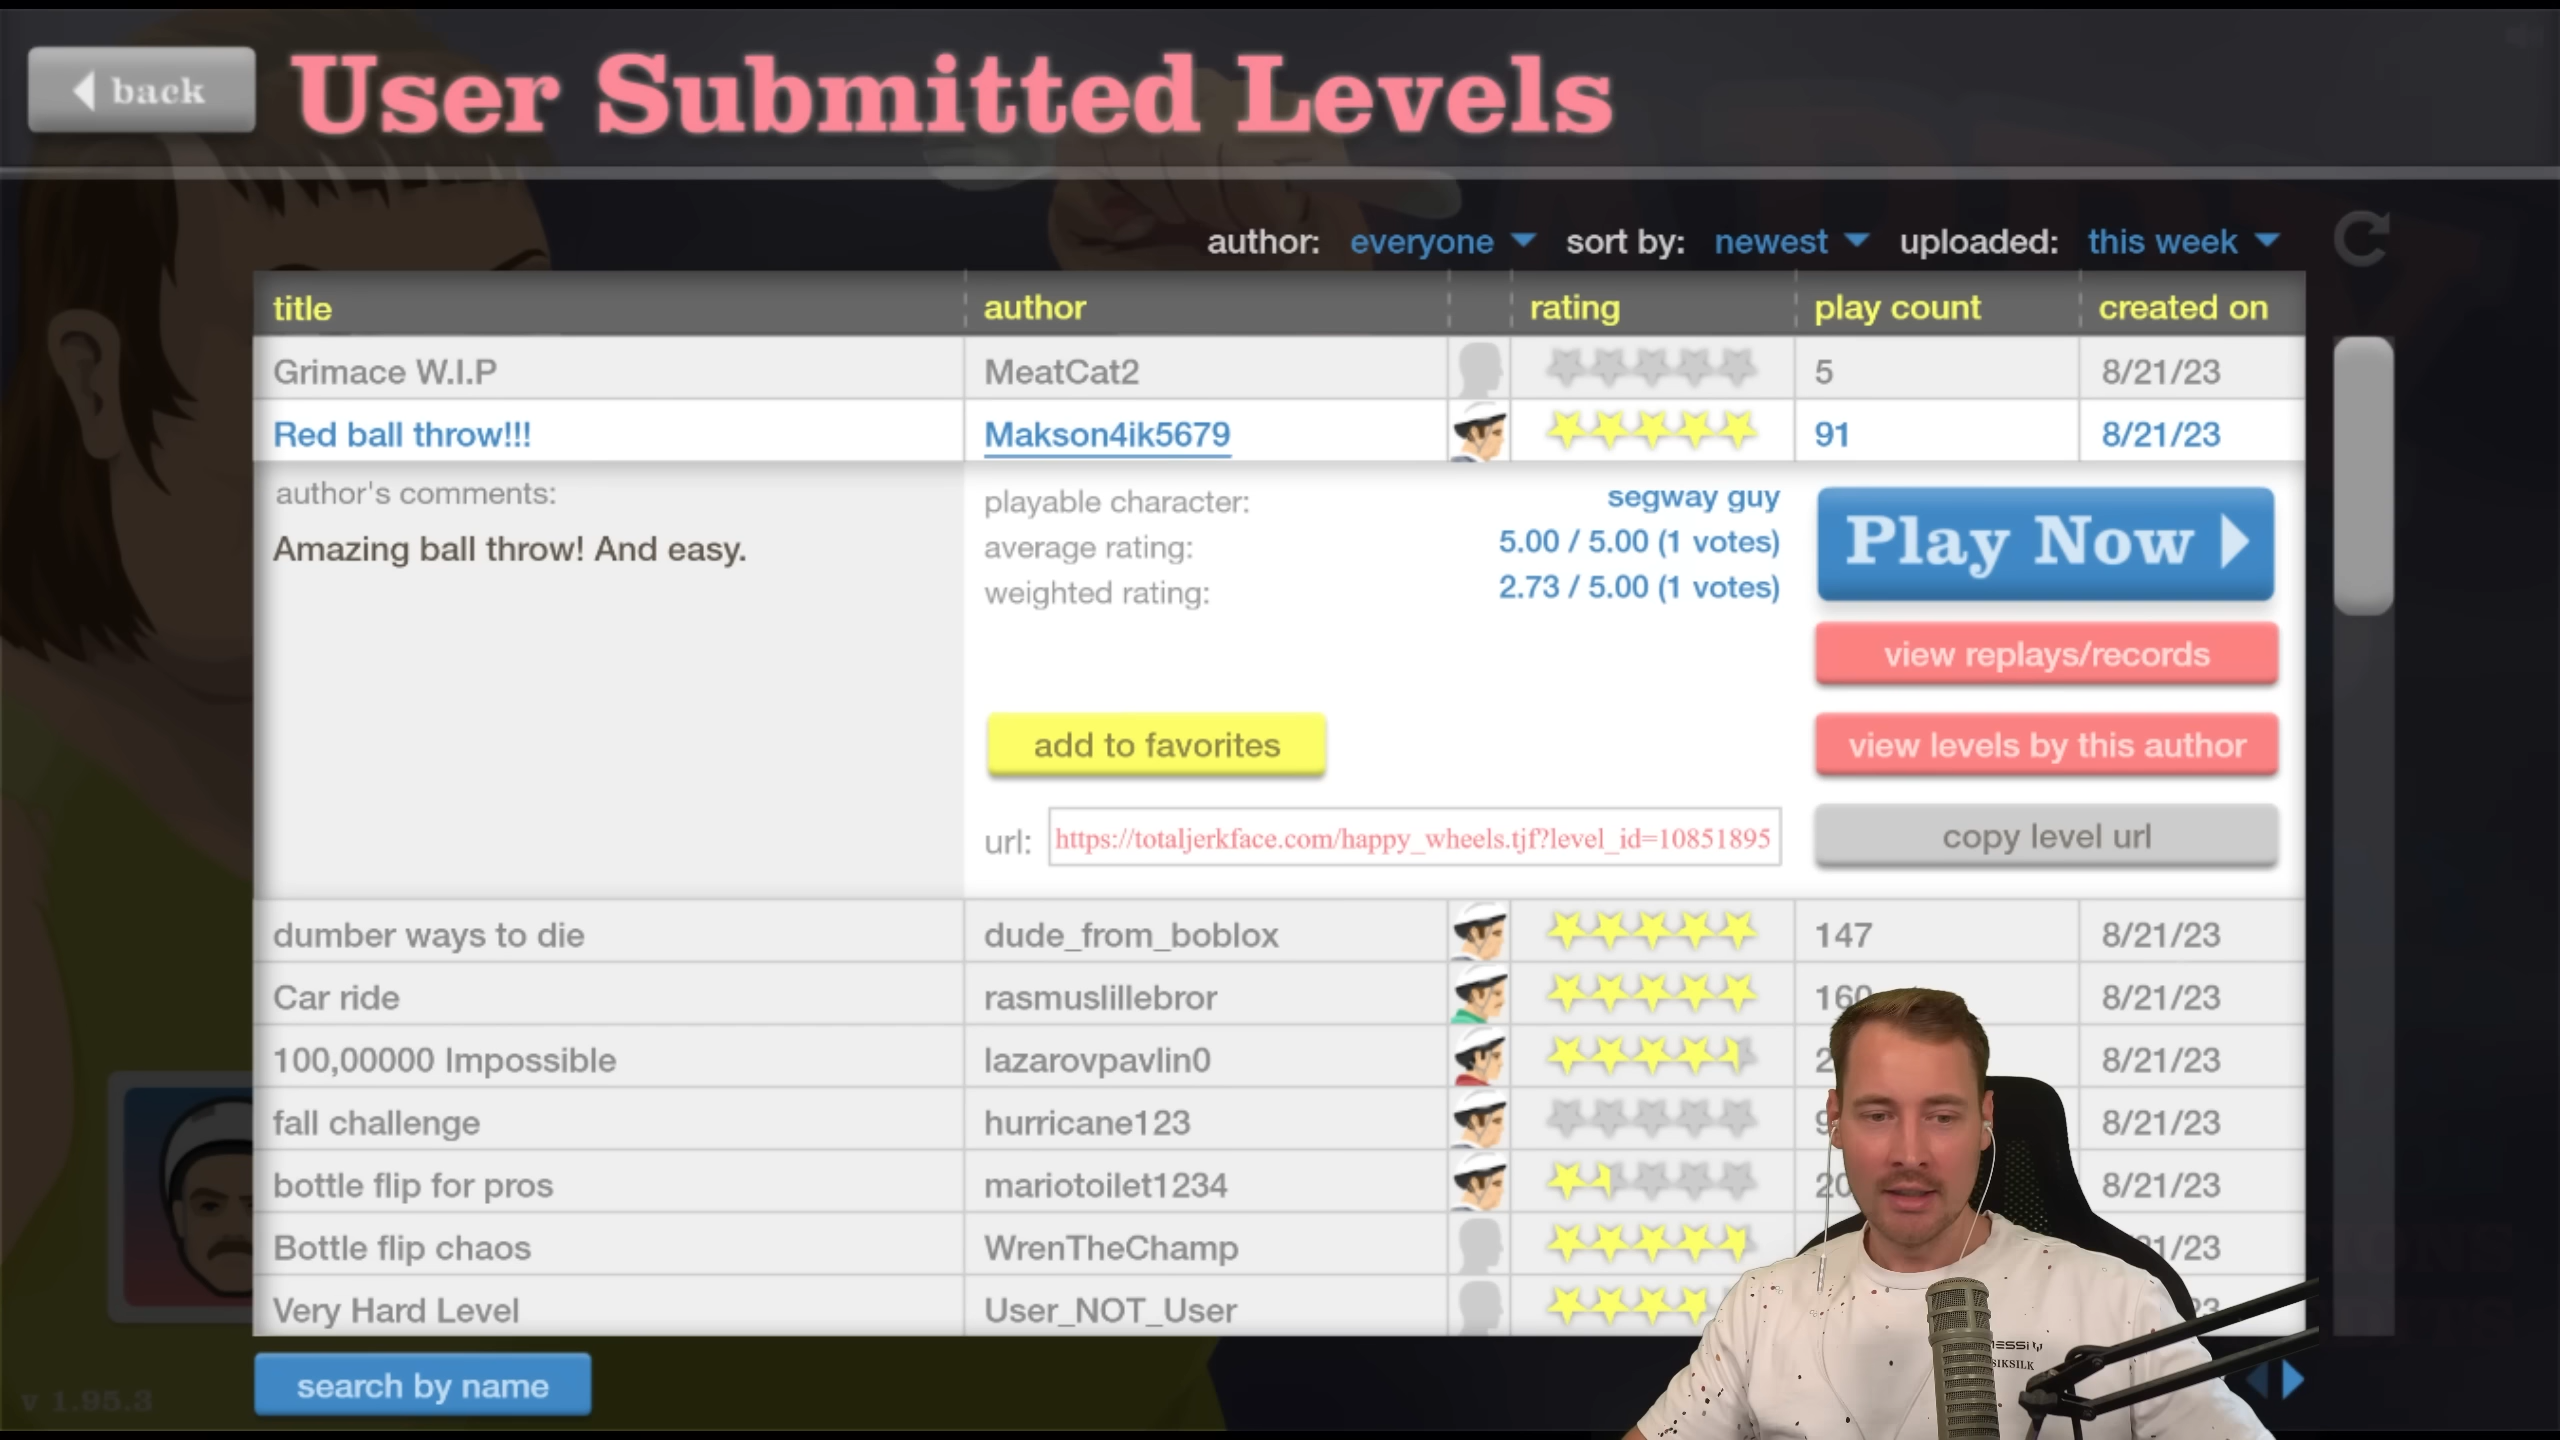 back
User Submitted Levels
author: everyone sort by: newest uploaded: this week
title author rating play count created on
Grimace W.I.P MeatCat2 5 8/21/23
Red ball throw!!! Makson4ik5679 91 8/21/23
author's comments:
Amazing ball throw! And easy.
playable character: segway guy
average rating: 5.00 / 5.00 (1 votes)
weighted rating: 2.73 / 5.00 (1 votes)
Play Now
view replays/records
add to favorites
view levels by this author
url: https://totaljerkface.com/happy_wheels.tjf?level_id=10851895
copy level url
dumber ways to die dude_from_boblox 147 8/21/23
Car ride rasmuslillebror 160 8/21/23
100,00000 Impossible lazarovpavlin0 8/21/23
fall challenge hurricane123 8/21/23
bottle flip for pros mariotoilet1234 8/21/23
Bottle flip chaos WrenTheChamp
Very Hard Level User_NOT_User
SIKSILK
search by name
v 1.95.3